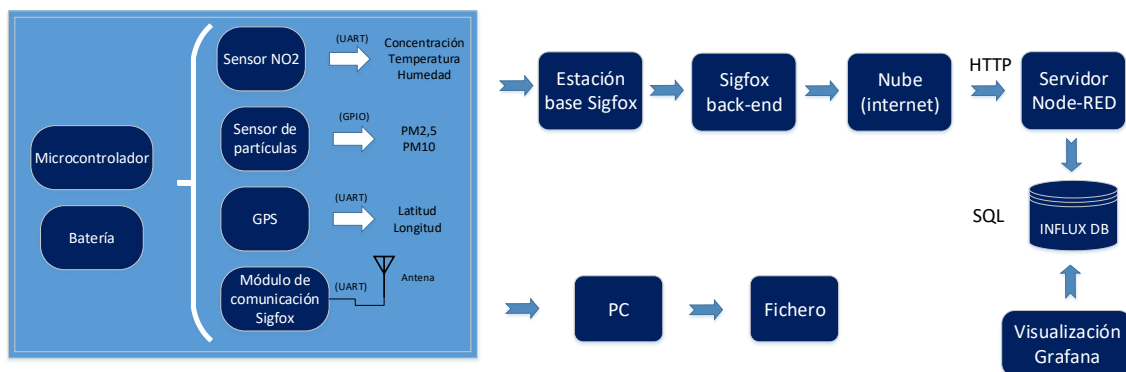 Microcontrolador
Batería
Sensor NO2
(UART)
Concentración
Temperatura
Humedad
Sensor de
partículas
(GPIO)
PM2,5
PM10
GPS
(UART)
Latitud
Longitud
Módulo de
comunicación
Sigfox
(UART)
Antena
Estación
base Sigfox
Sigfox
back-end
Nube
(internet)
HTTP
Servidor
Node-RED
SQL
INFLUX DB
PC
Fichero
Visualización
Grafana